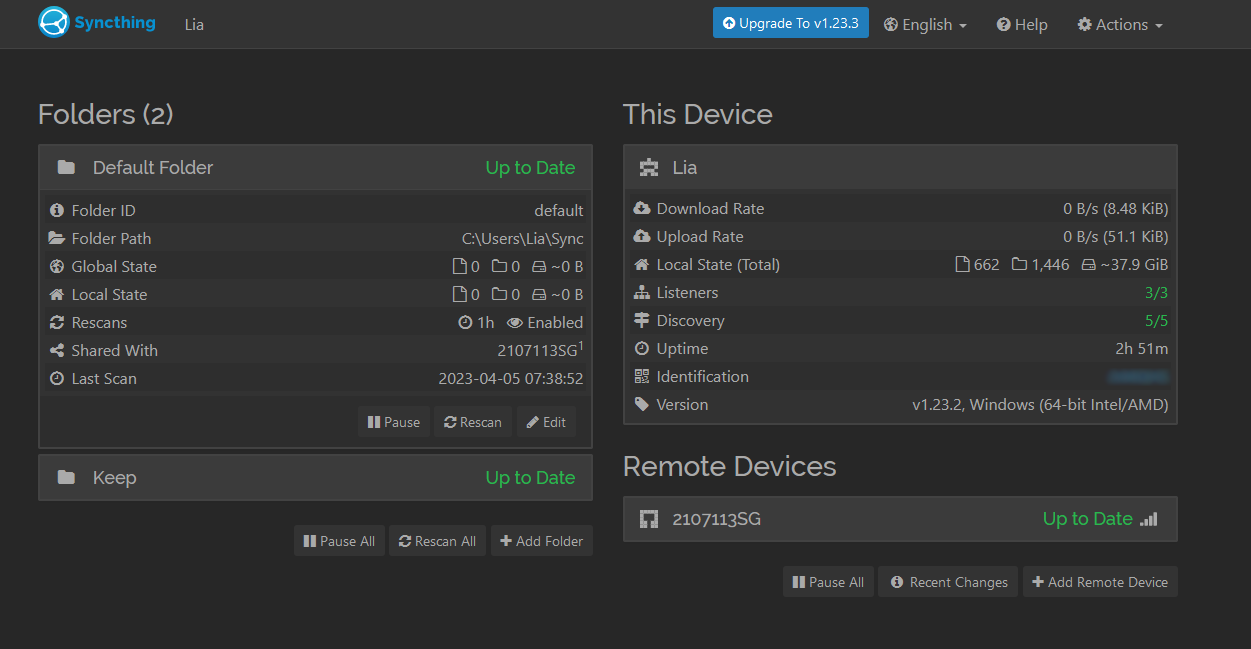 Syncthing Lia Upgrade To v1.23.3 English Help Actions
Folders (2)
Default Folder Up to Date
Folder ID default
Folder Path C:\Users\Lia\Sync
Global State 0 0 ~0 B
Local State 0 0 ~0 B
Rescans 1h Enabled
Shared With 2107113SG1
Last Scan 2023-04-05 07:38:52
Pause Rescan Edit
Keep Up to Date
Pause All Rescan All Add Folder
This Device
Lia
Download Rate 0 B/s (8.48 KiB)
Upload Rate 0 B/s (51.1 KiB)
Local State (Total) 662 1,446 ~37.9 GiB
Listeners 3/3
Discovery 5/5
Uptime 2h 51m
Identification
Version v1.23.2, Windows (64-bit Intel/AMD)
Remote Devices
2107113SG Up to Date
Pause All Recent Changes Add Remote Device